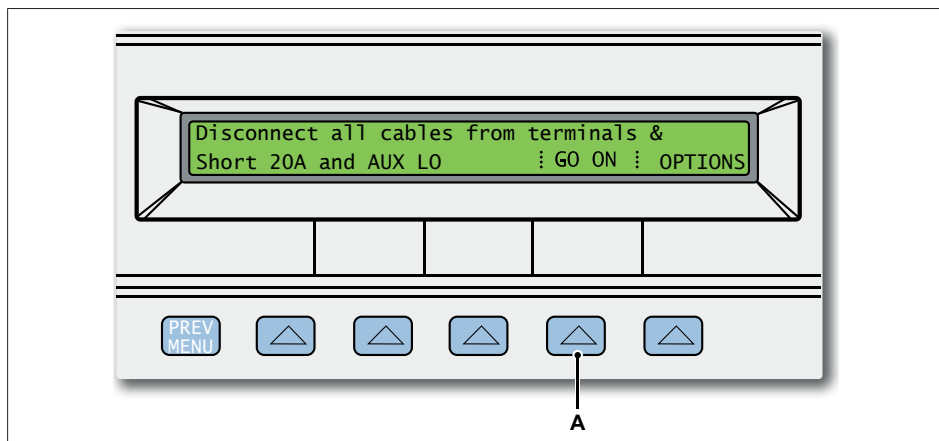 Disconnect all cables from terminals &
Short 20A and AUX LO GO ON OPTIONS
PREV
MENU
A